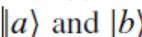 |a⟩ and |b⟩